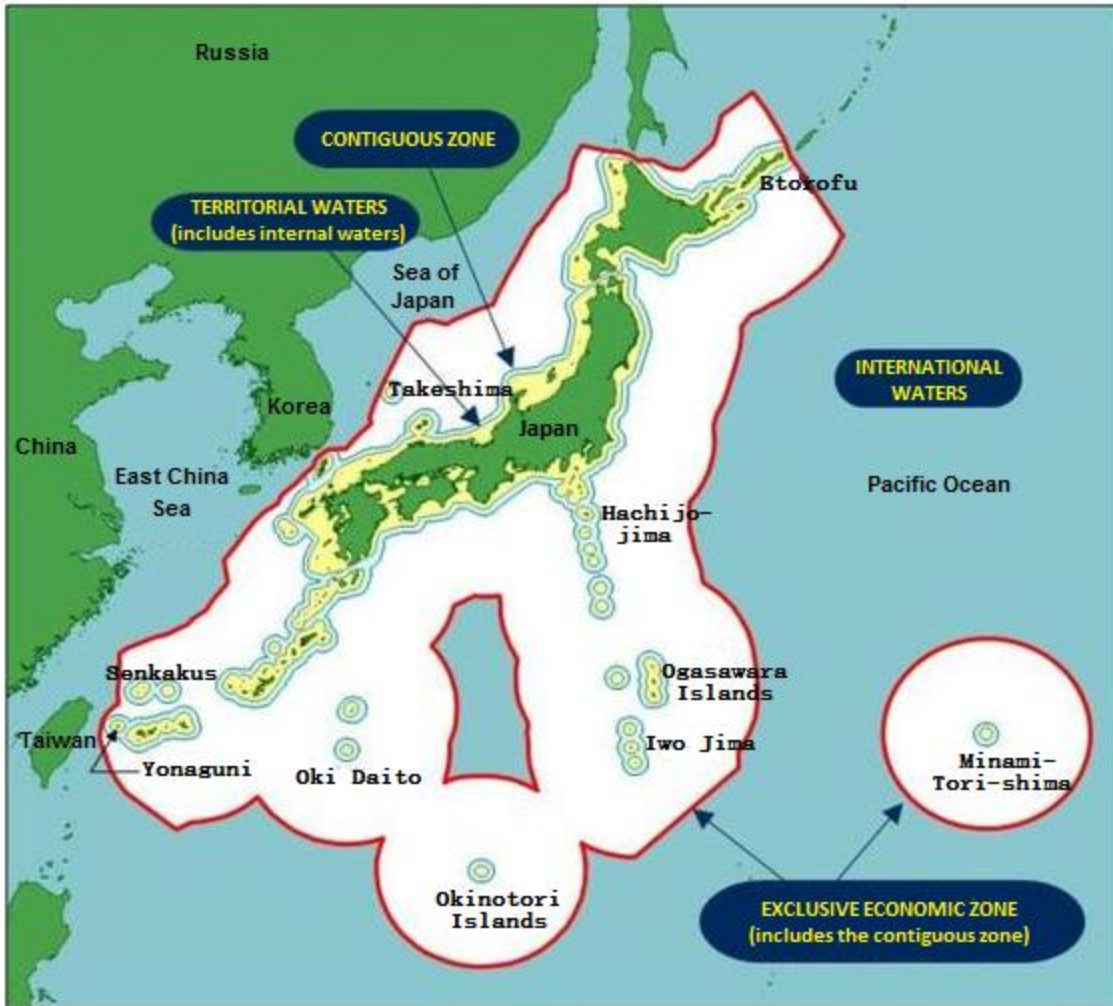 Russia
CONTIGUOUS ZONE
TERRITORIAL WATERS
(includes internal waters)
Etorofu
Sea of
Japan
INTERNATIONAL
WATERS
Takeshima
Korea
Japan
China
East China
Sea
Pacific Ocean
Hachijo-
jima
Senkakus
Ogasawara
Islands
Taiwan
Yonaguni
Oki Daito
Iwo Jima
Minami-
Tori-shima
Okinotori
Islands
EXCLUSIVE ECONOMIC ZONE
(includes the contiguous zone)